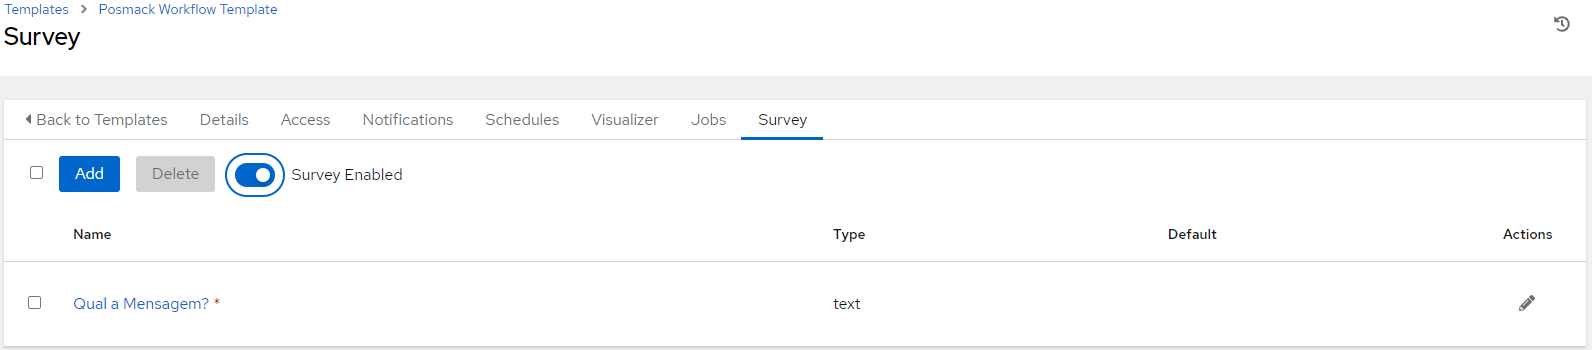 Templates > Posmack Workflow Template
Survey
Back to Templates Details Access Notifications Schedules Visualizer Jobs Survey
Add Delete Survey Enabled
Name Type Default Actions
Qual a Mensagem? * text